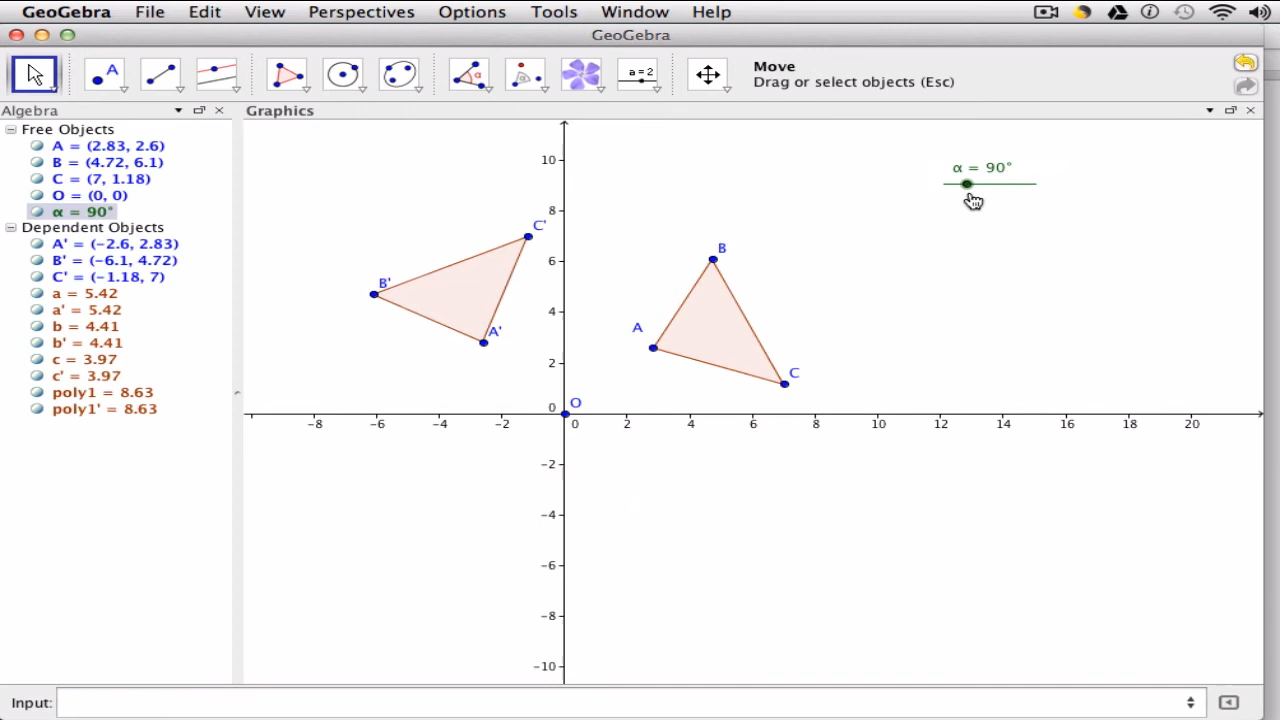 GeoGebra File Edit View Perspectives Options Tools Window Help
GeoGebra
A α a=2 Move
Drag or select objects (Esc)
Algebra Graphics
Free Objects
A = (2.83, 2.6)
B = (4.72, 6.1)
C = (7, 1.18)
O = (0, 0)
α = 90°
Dependent Objects
A' = (−2.6, 2.83)
B' = (−6.1, 4.72)
C' = (−1.18, 7)
a = 5.42
a' = 5.42
b = 4.41
b' = 4.41
c = 3.97
c' = 3.97
poly1 = 8.63
poly1' = 8.63
α = 90°
10
8
6
4
2
0
−2
−4
−6
−8
−10
C'
B'
A'
B
A
C
O
−8 −6 −4 −2 0 2 4 6 8 10 12 14 16 18 20
Input: